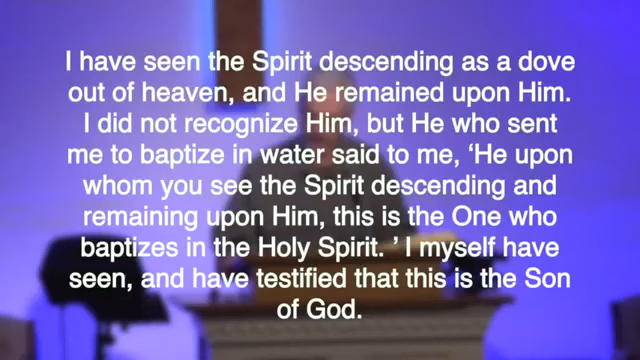 I have seen the Spirit descending as a dove
out of heaven, and He remained upon Him.
I did not recognize Him, but He who sent
me to baptize in water said to me, ‘He upon
whom you see the Spirit descending and
remaining upon Him, this is the One who
baptizes in the Holy Spirit. ’ I myself have
seen, and have testified that this is the Son
of God.